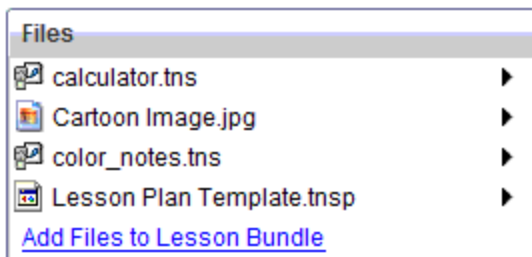 Files
calculator.tns
Cartoon Image.jpg
color_notes.tns
Lesson Plan Template.tnsp
Add Files to Lesson Bundle